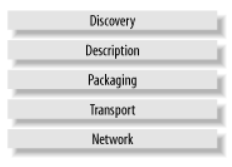 Discovery
Description
Packaging
Transport
Network